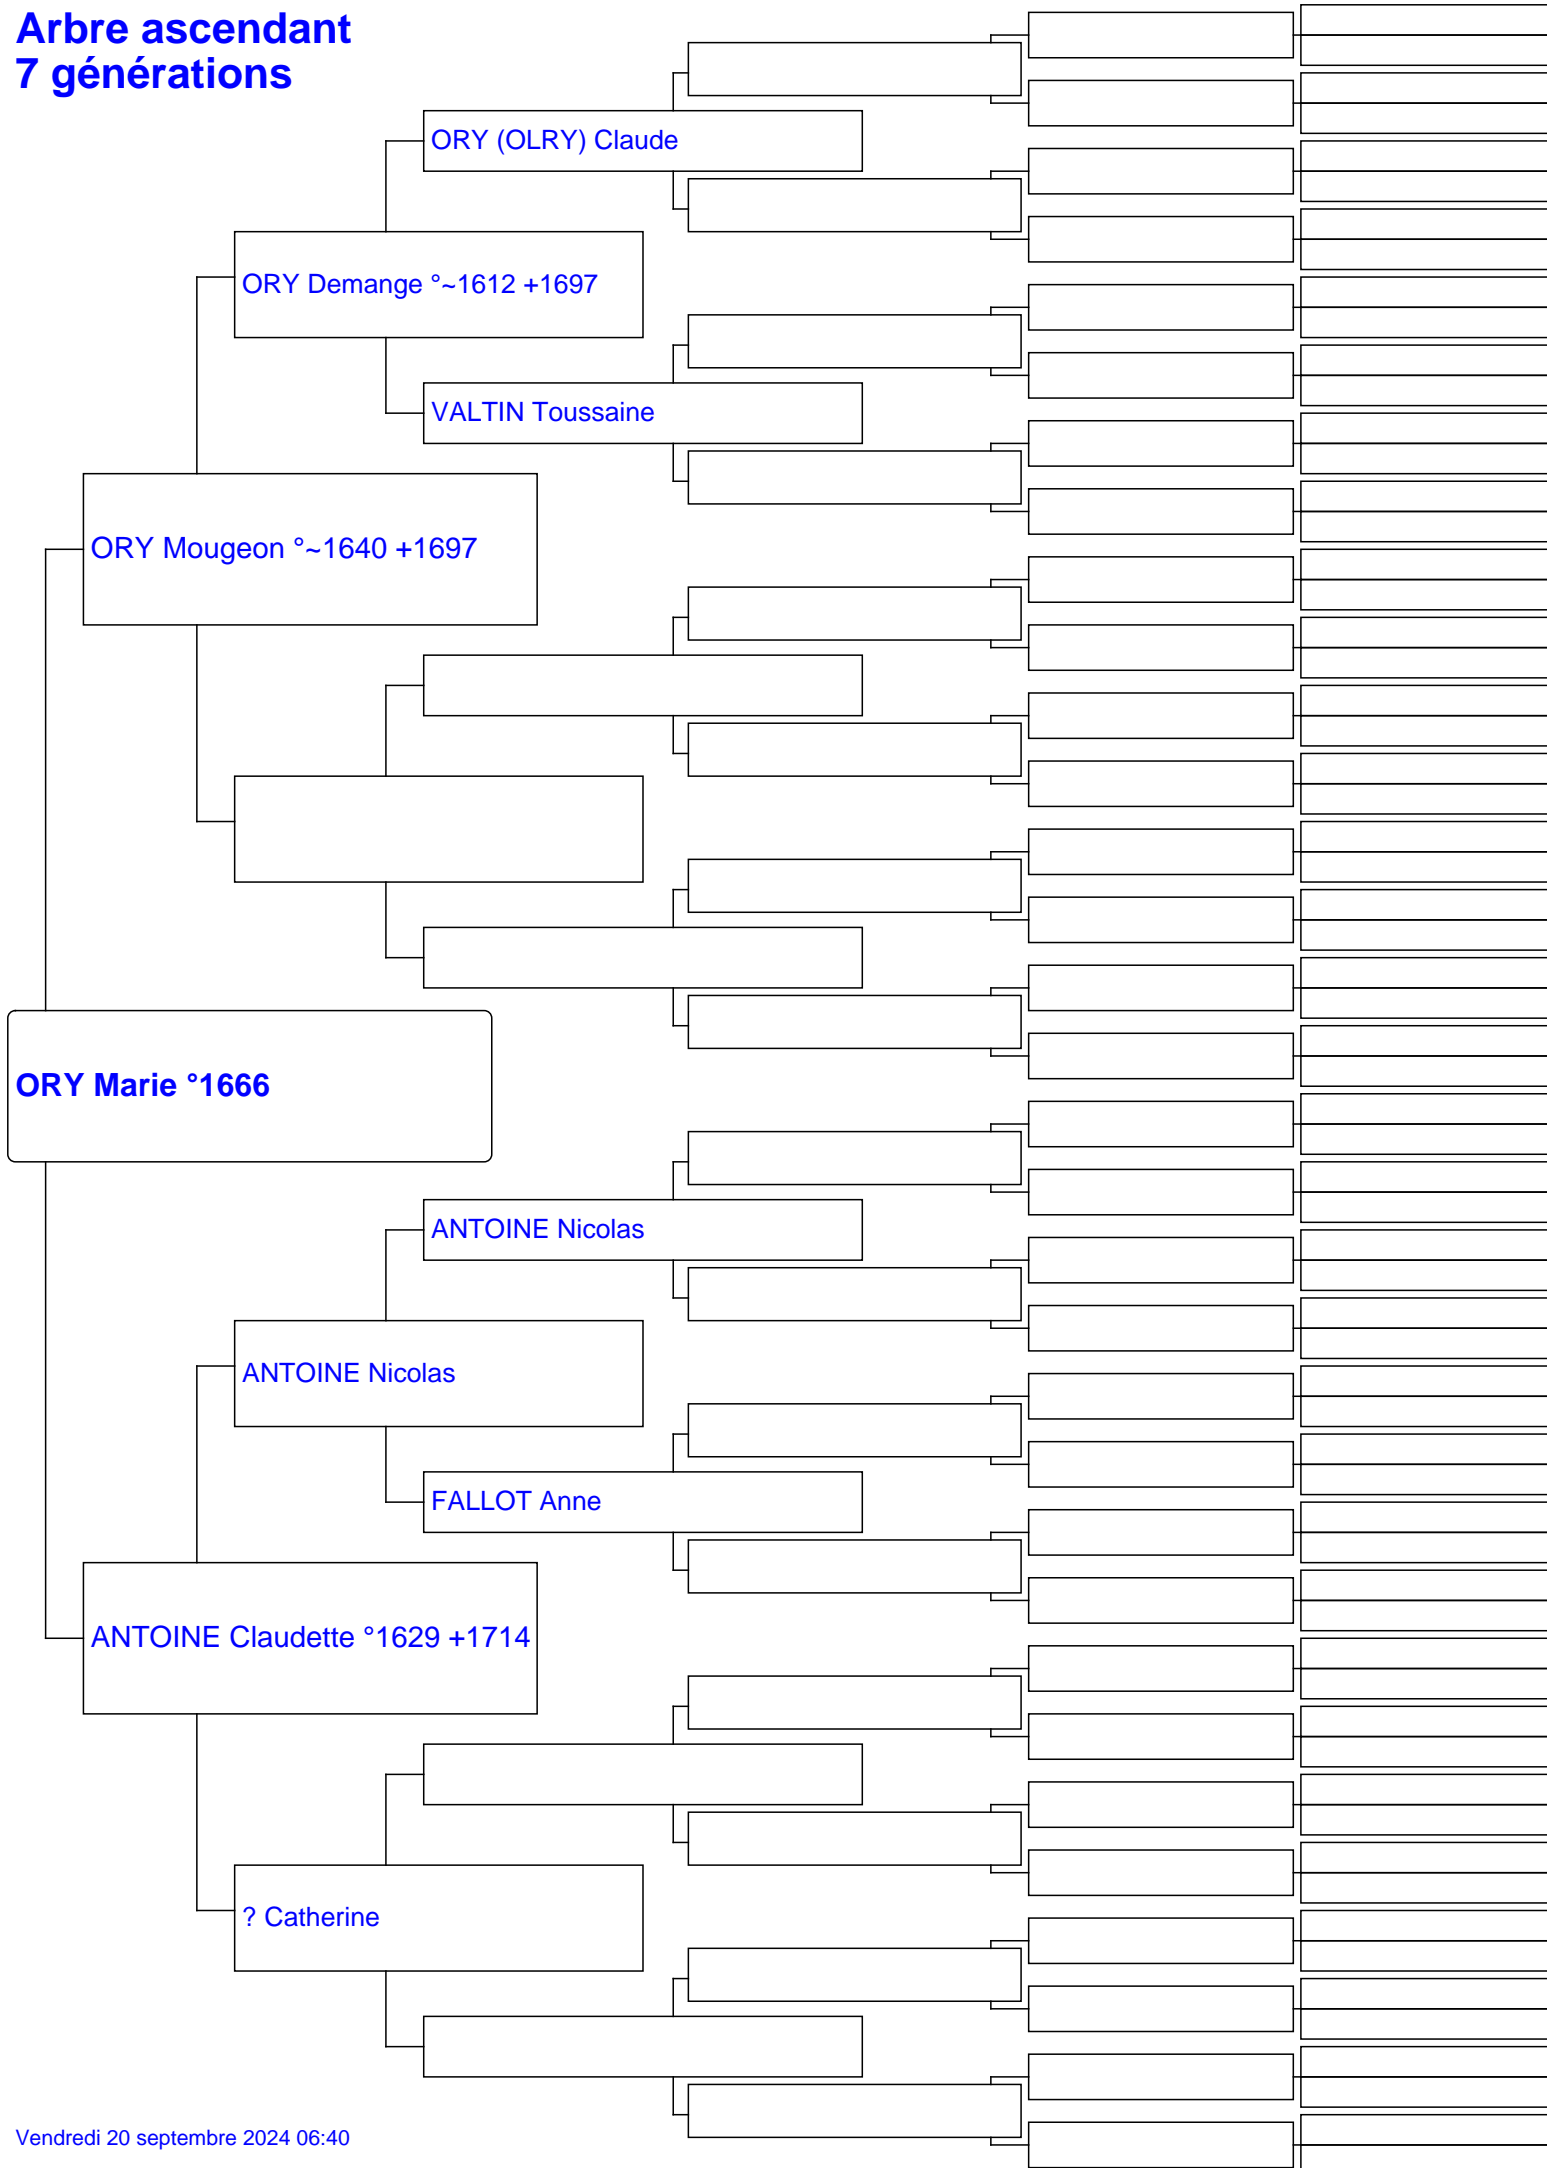 Arbre ascendant
7 générations
ORY (OLRY) Claude
ORY Demange °~1612 +1697
VALTIN Toussaine
ORY Mougeon °~1640 +1697
ORY Marie °1666
ANTOINE Nicolas
ANTOINE Nicolas
FALLOT Anne
ANTOINE Claudette °1629 +1714
? Catherine
Vendredi 20 septembre 2024 06:40